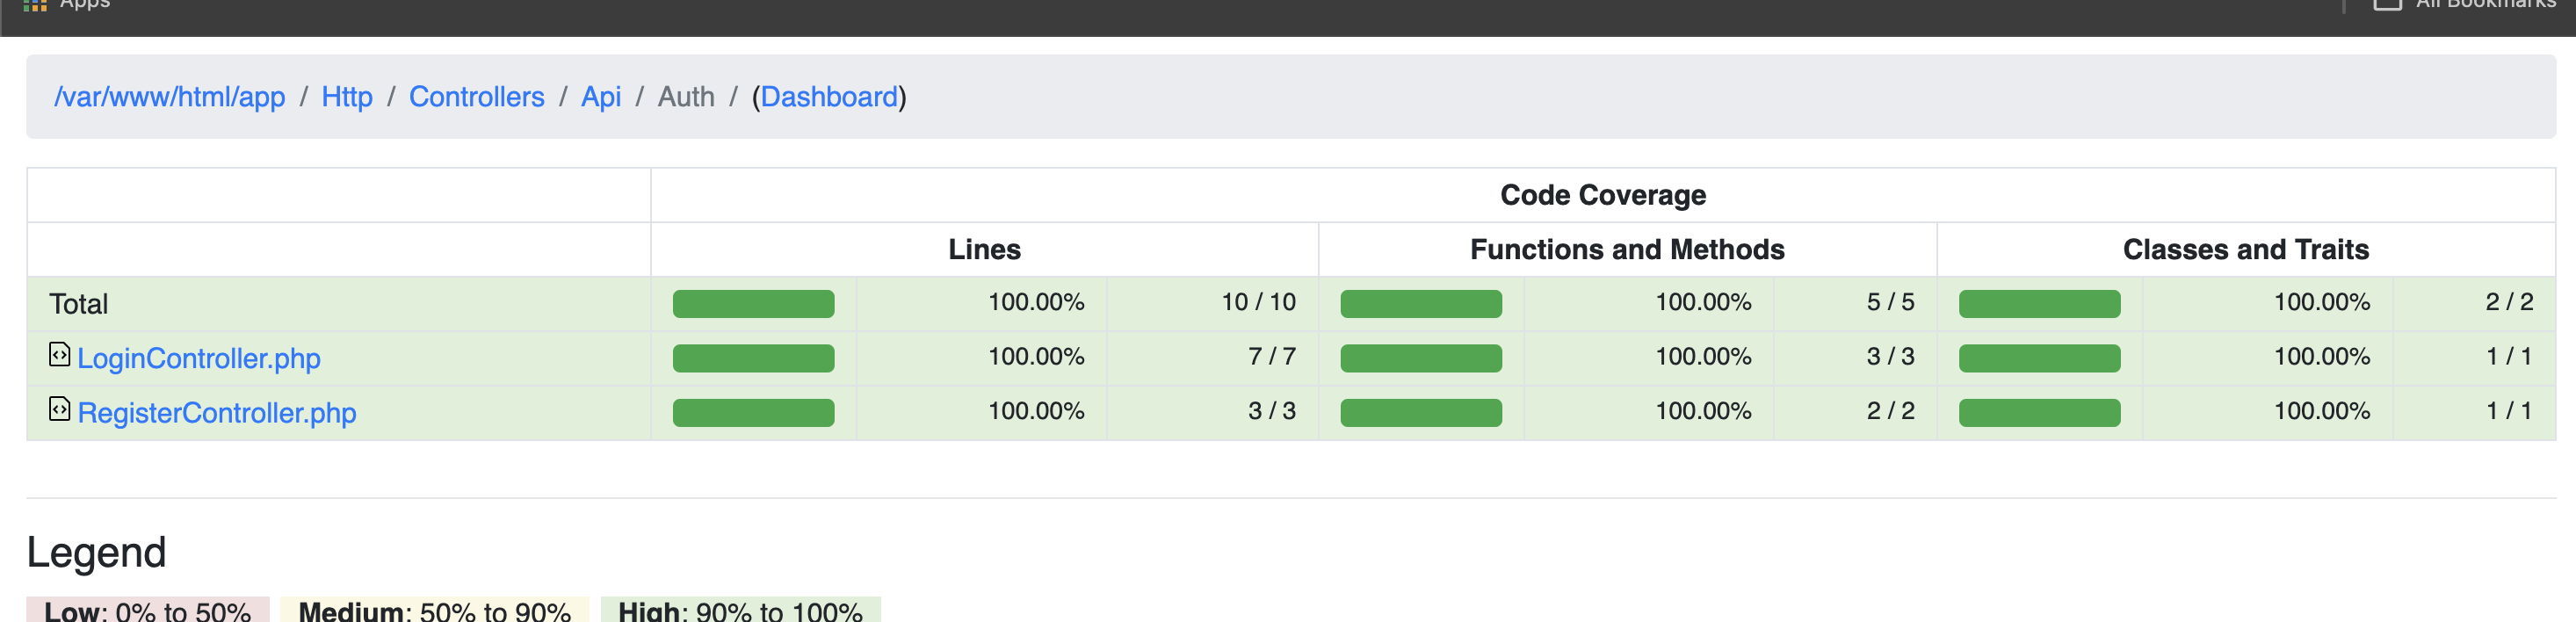 Apps All Bookmarks
/var/www/html/app / Http / Controllers / Api / Auth / (Dashboard)
Code Coverage
Lines Functions and Methods Classes and Traits
Total 100.00% 10 / 10 100.00% 5 / 5 100.00% 2 / 2
LoginController.php 100.00% 7 / 7 100.00% 3 / 3 100.00% 1 / 1
RegisterController.php 100.00% 3 / 3 100.00% 2 / 2 100.00% 1 / 1
Legend
Low: 0% to 50% Medium: 50% to 90% High: 90% to 100%